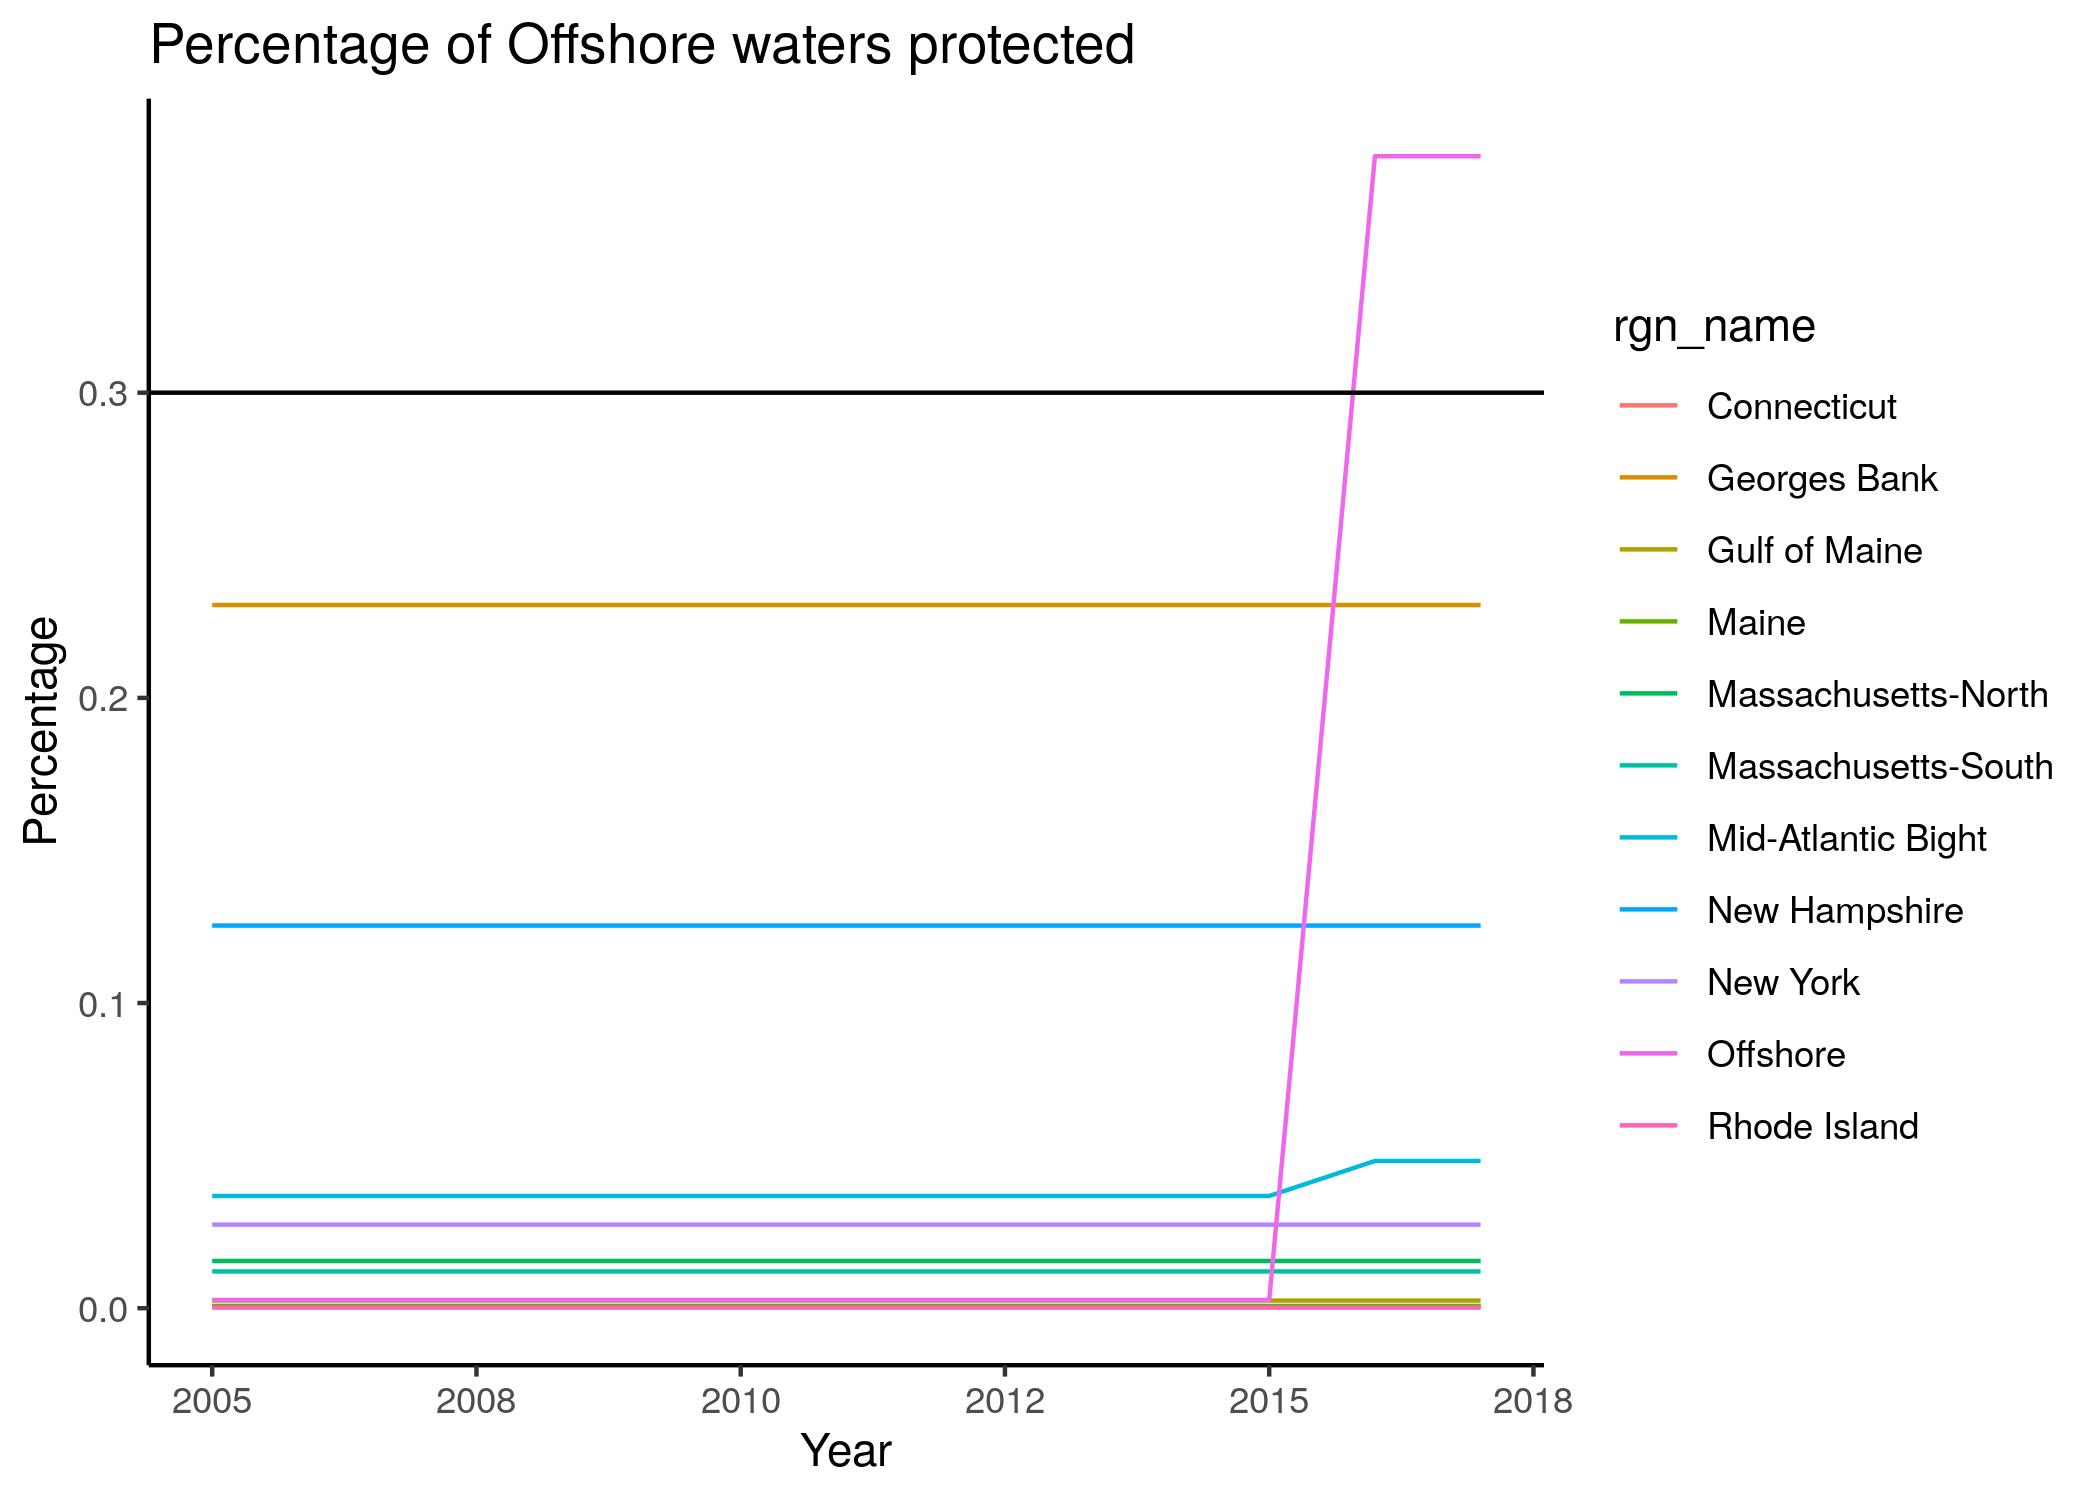 Percentage of Offshore waters protected
Percentage
0.3
0.2
0.1
0.0
2005 2008 2010 2012 2015 2018
Year
rgn_name
Connecticut
Georges Bank
Gulf of Maine
Maine
Massachusetts-North
Massachusetts-South
Mid-Atlantic Bight
New Hampshire
New York
Offshore
Rhode Island